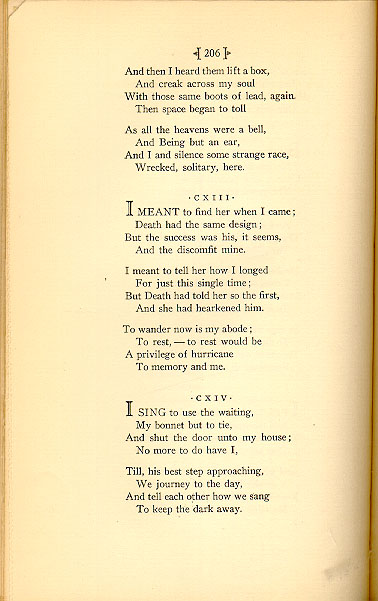 206
And then I heard them lift a box,
And creak across my soul
With those same boots of lead, again.
Then space began to toll
As all the heavens were a bell,
And Being but an ear,
And I and silence some strange race,
Wrecked, solitary, here.
·CXIII·
I MEANT to find her when I came;
Death had the same design;
But the success was his, it seems,
And the discomfit mine.
I meant to tell her how I longed
For just this single time;
But Death had told her so the first,
And she had hearkened him.
To wander now is my abode;
To rest, — to rest would be
A privilege of hurricane
To memory and me.
·CXIV·
I SING to use the waiting,
My bonnet but to tie,
And shut the door unto my house;
No more to do have I,
Till, his best step approaching,
We journey to the day,
And tell each other how we sang
To keep the dark away.